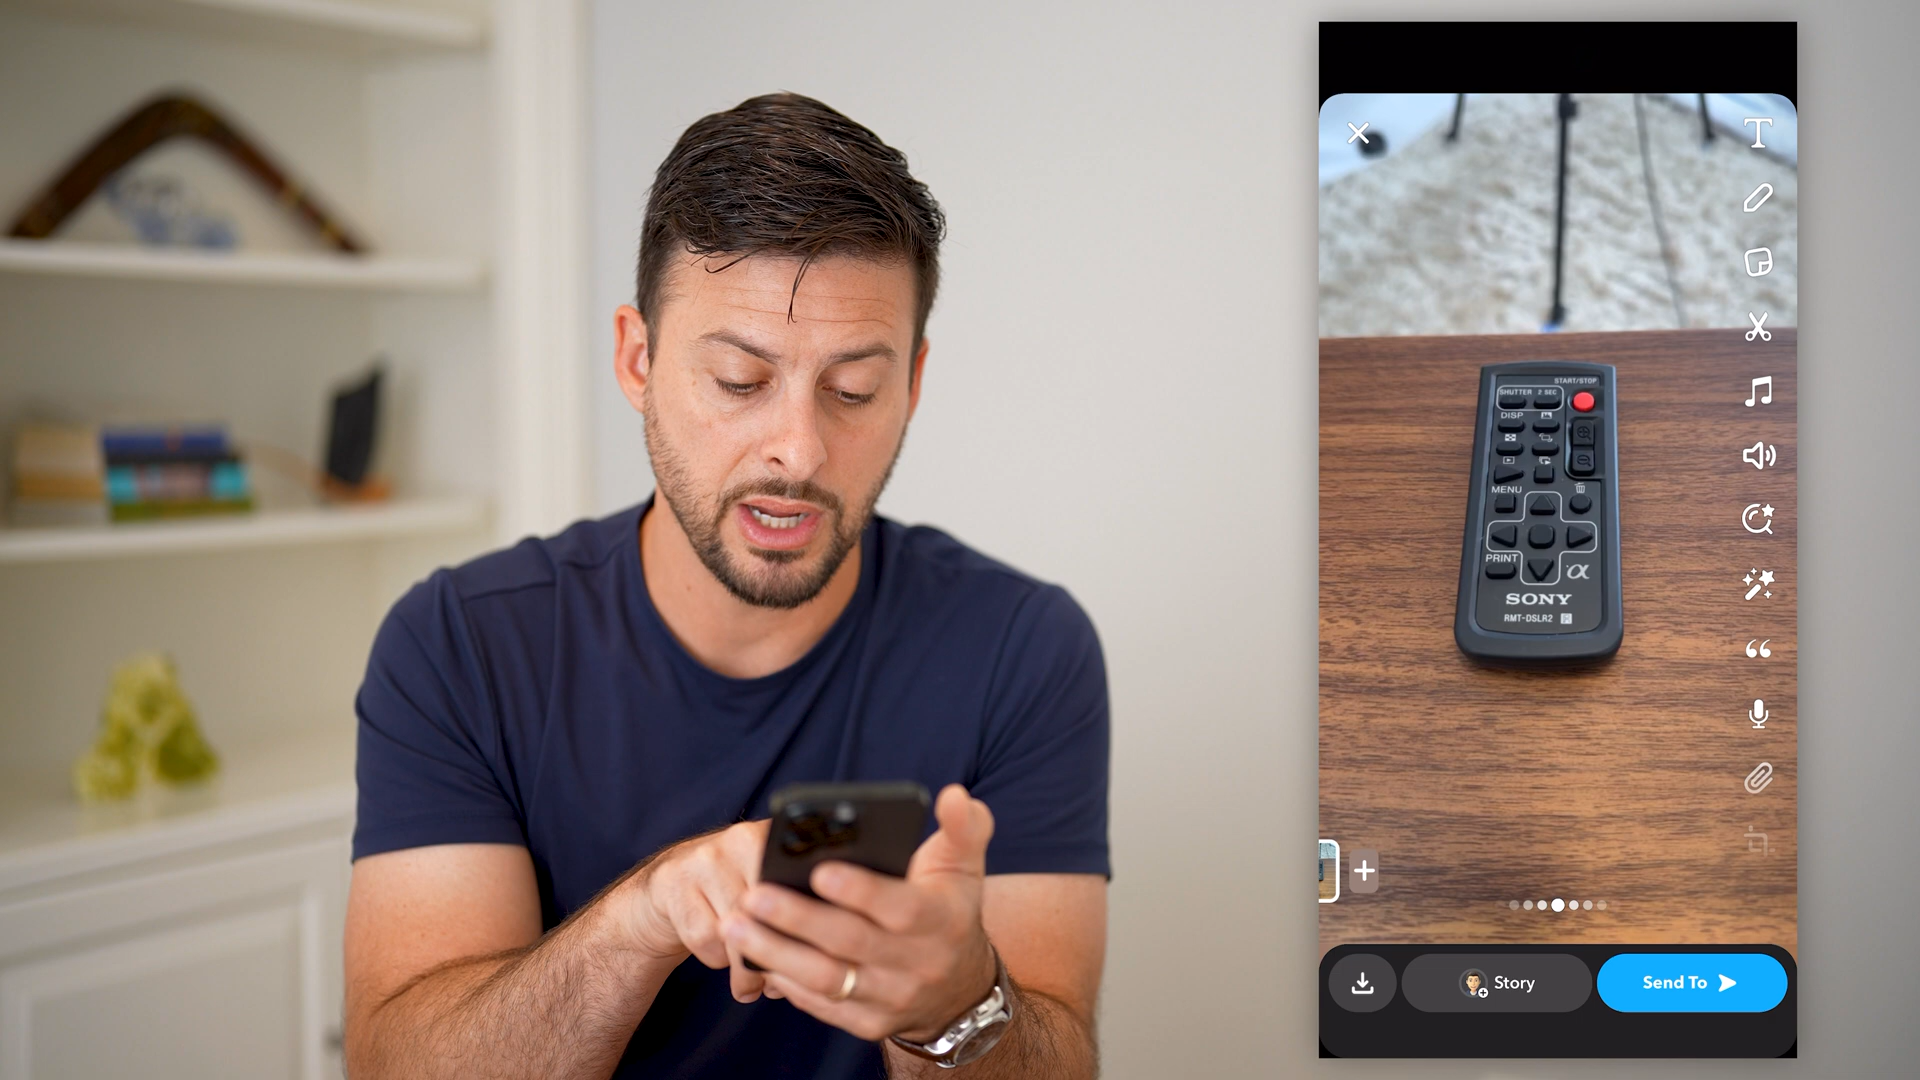 T
START/STOP
SHUTTER 2 SEC
DISP
MENU
PRINT
α
SONY
RMT-DSLR2
Story
Send To